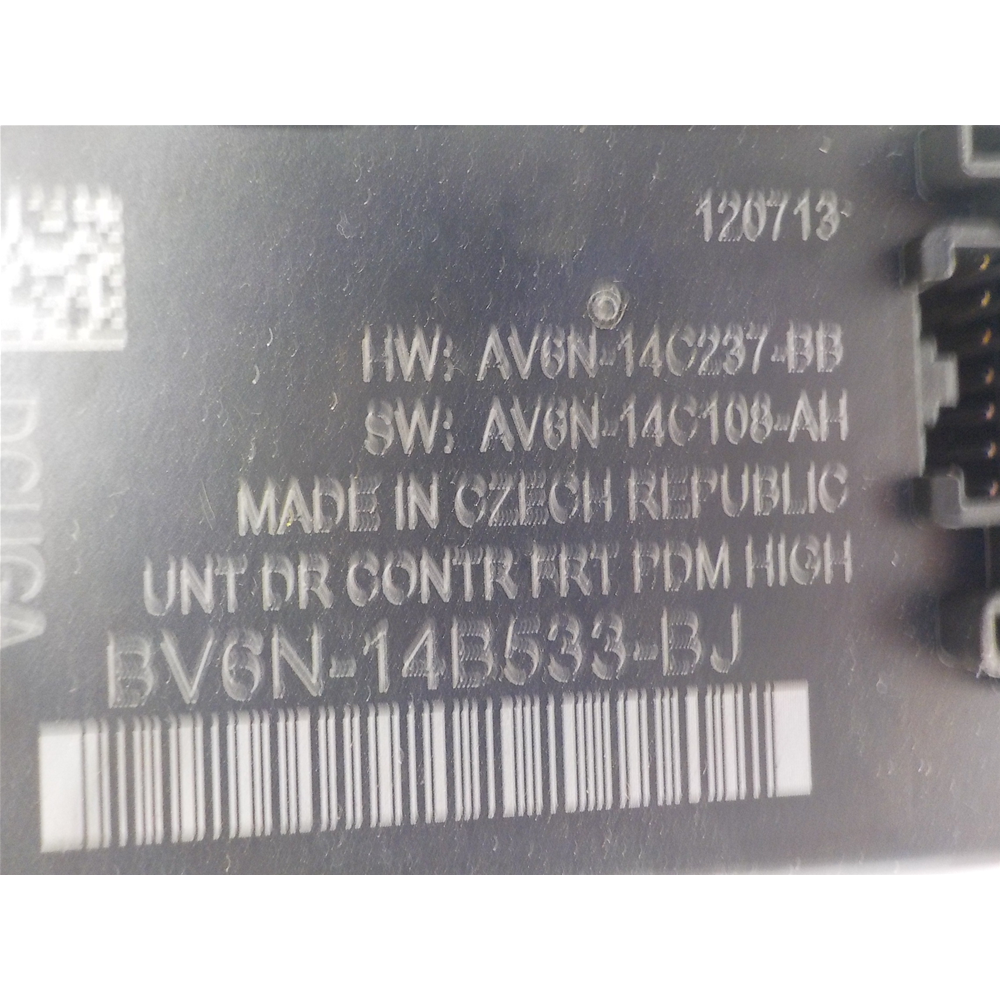 120713
HW: AV6N-14C237-BB
SW: AV6N-14C108-AH
MADE IN CZECH REPUBLIC
UNT DR CONTR FRT PDM HIGH
BV6N-14B533-BJ